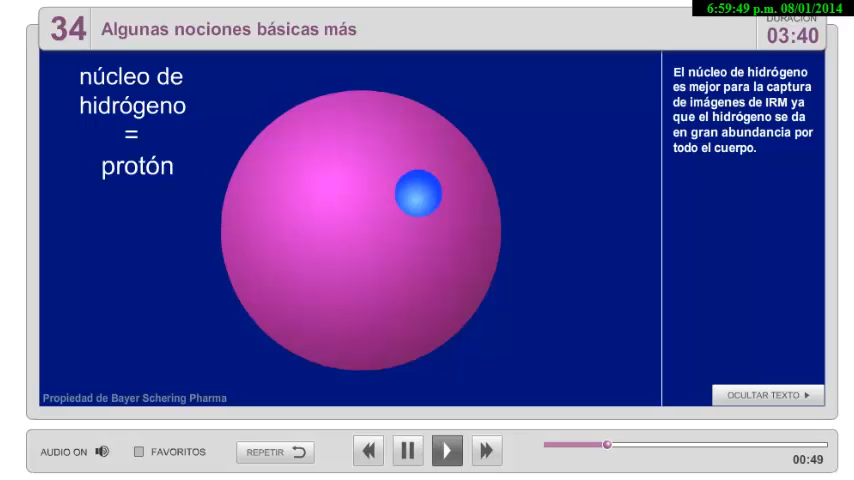 6:59:49 p.m. 08/01/2014
34 Algunas nociones básicas más
DURACIÓN
03:40
núcleo de
hidrógeno
=
protón
El núcleo de hidrógeno
es mejor para la captura
de imágenes de IRM ya
que el hidrógeno se da
en gran abundancia por
todo el cuerpo.
Propiedad de Bayer Schering Pharma
OCULTAR TEXTO
AUDIO ON
FAVORITOS
REPETIR
00:49